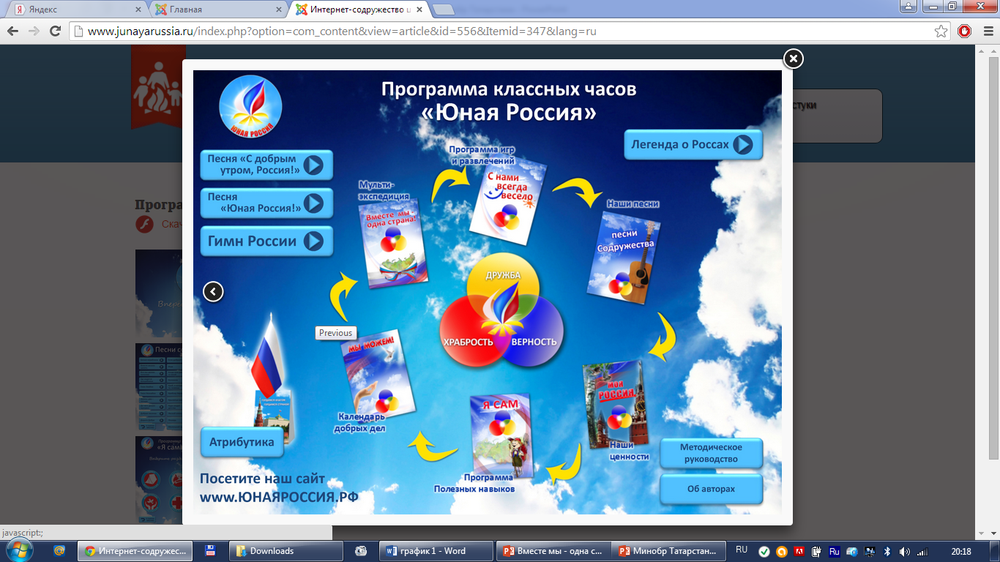 Яндекс
Главная
Интернет-содружество ц
www.junayarussia.ru/index.php?option=com_content&view=article&id=556&Itemid=347&lang=ru
Програ
Скач
Программа классных часов
«Юная Россия»
ЮНАЯ РОССИЯ
Легенда о Россах
Песня «С добрым
утром, Россия!»
Песня
«Юная Россия!»
Гимн России
Программа игр
и развлечений
С нами
всегда
весело
Мульти-
экспедиция
Вместе мы -
одна страна!
Наши песни
песни
Содружества
ДРУЖБА
ХРАБРОСТЬ
ВЕРНОСТЬ
Previous
МЫ МОЖЕМ!
Календарь
добрых дел
Я САМ
Программа
Полезных навыков
МОЯ
РОССИЯ
Наши
ценности
Атрибутика
Методическое
руководство
Об авторах
Посетите наш сайт
www.ЮНАЯРОССИЯ.РФ
javascript:;
Интернет-содружес...
Downloads
график 1 - Word
Вместе мы - одна с...
Минобр Татарстан...
RU
Ru
20:18